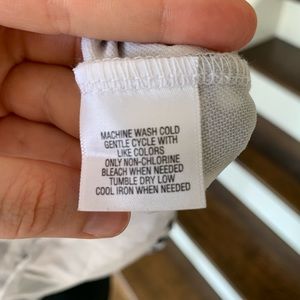 MACHINE WASH COLD
GENTLE CYCLE WITH
LIKE COLORS
ONLY NON-CHLORINE
BLEACH WHEN NEEDED
TUMBLE DRY LOW
COOL IRON WHEN NEEDED